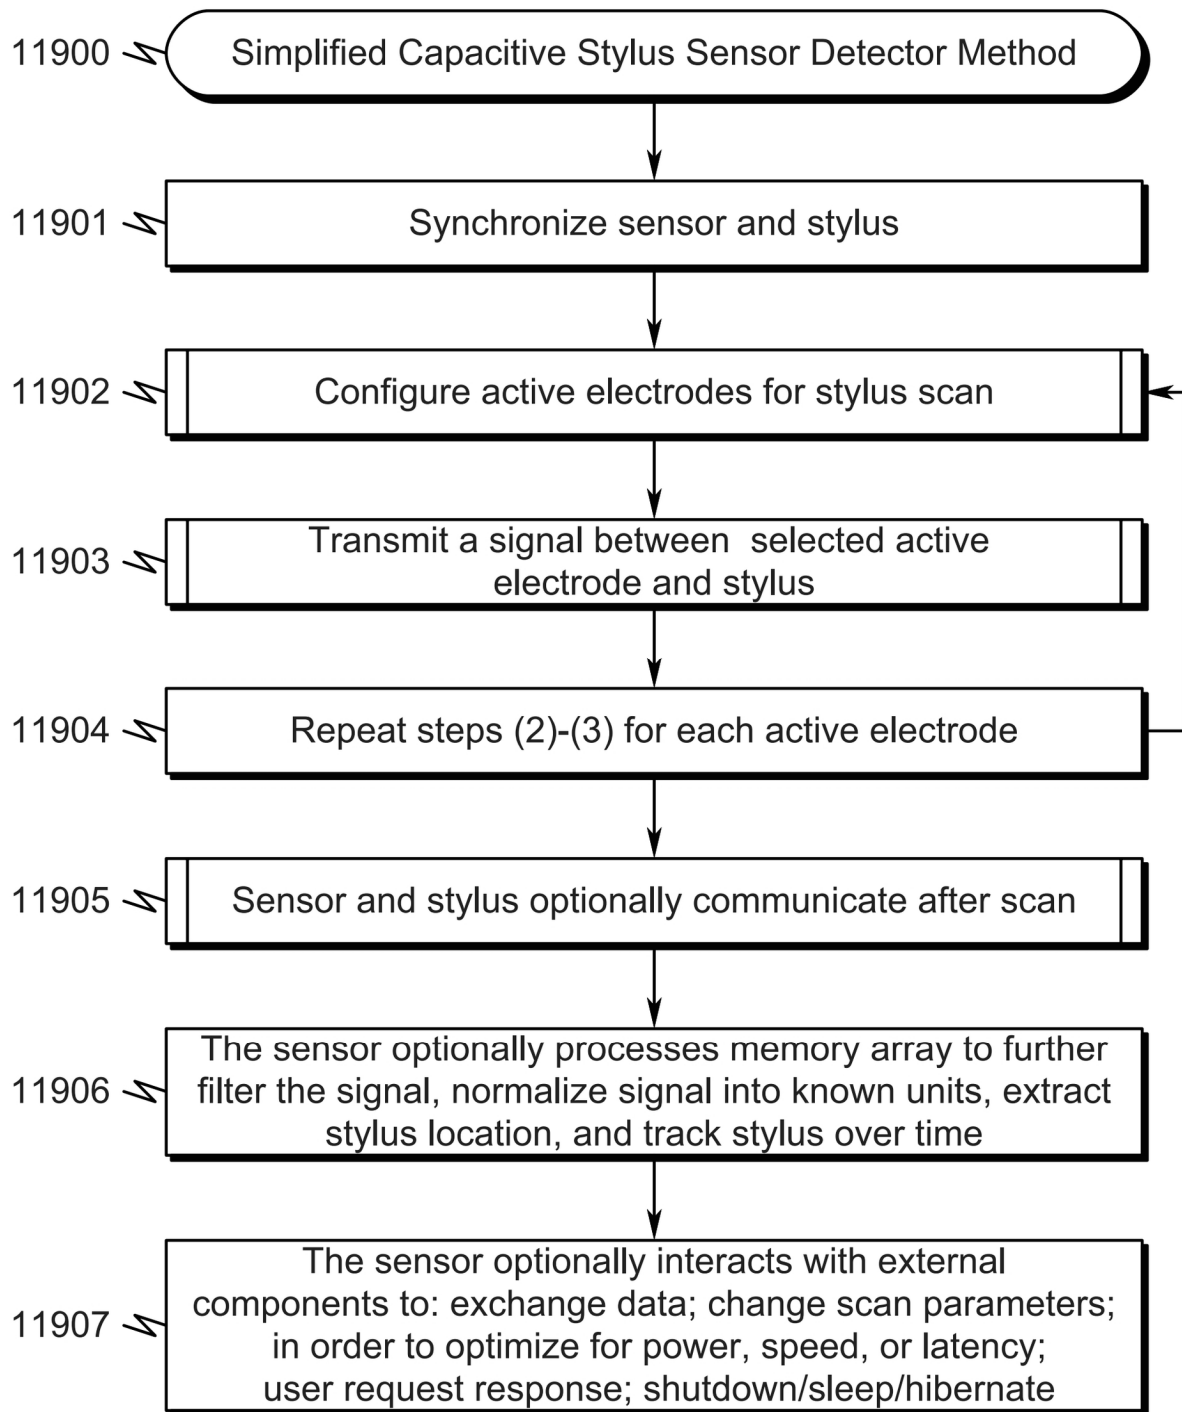 11900 Simplified Capacitive Stylus Sensor Detector Method
11901 Synchronize sensor and stylus
11902 Configure active electrodes for stylus scan
11903 Transmit a signal between selected active
electrode and stylus
11904 Repeat steps (2)-(3) for each active electrode
11905 Sensor and stylus optionally communicate after scan
The sensor optionally processes memory array to further
11906 filter the signal, normalize signal into known units, extract
stylus location, and track stylus over time
The sensor optionally interacts with external
components to: exchange data; change scan parameters;
11907 in order to optimize for power, speed, or latency;
user request response; shutdown/sleep/hibernate